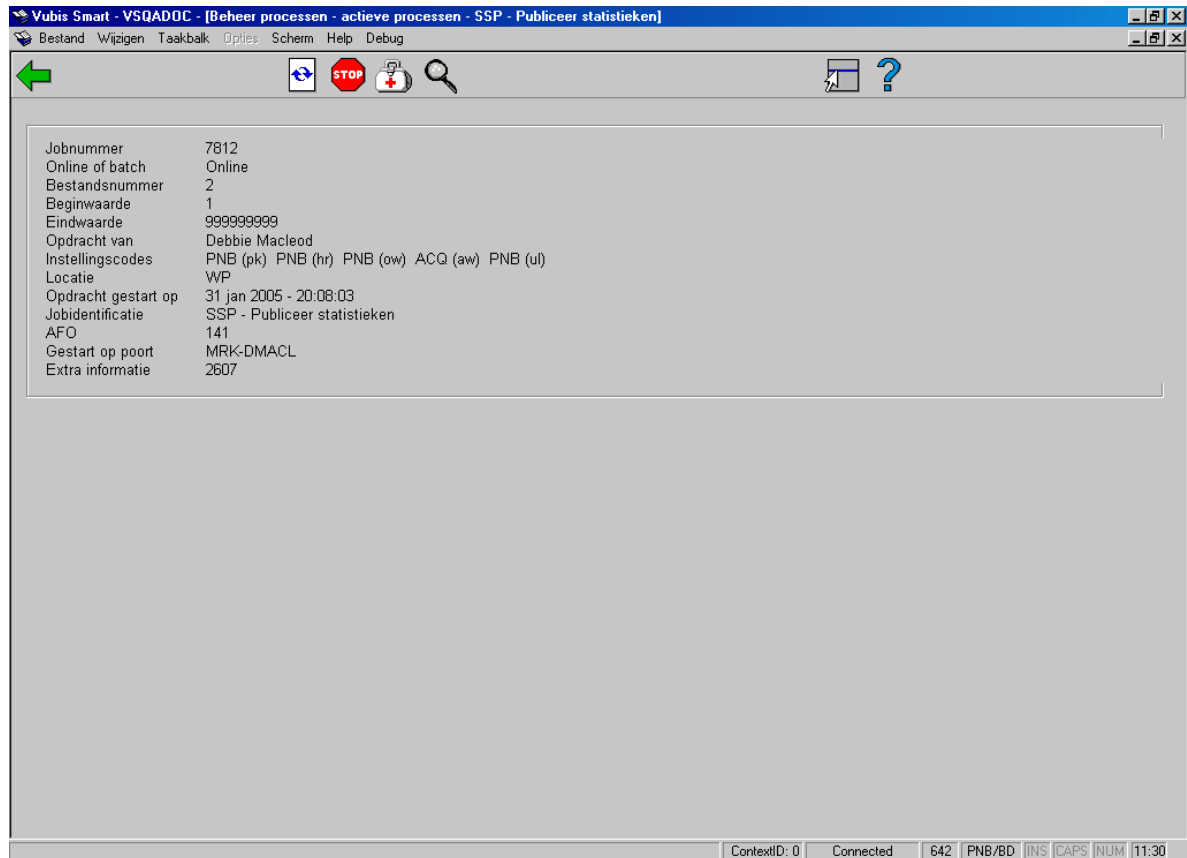 Vubis Smart - VSQADOC - [Beheer processen - actieve processen - SSP - Publiceer statistieken]
Bestand Wijzigen Taakbalk Opties Scherm Help Debug
STOP
Jobnummer 7812
Online of batch Online
Bestandsnummer 2
Beginwaarde 1
Eindwaarde 999999999
Opdracht van Debbie Macleod
Instellingscodes PNB (pk) PNB (hr) PNB (ow) ACQ (aw) PNB (ul)
Locatie WP
Opdracht gestart op 31 jan 2005 - 20:08:03
Jobidentificatie SSP - Publiceer statistieken
AFO 141
Gestart op poort MRK-DMACL
Extra informatie 2607
ContextID: 0 Connected 642 PNB/BD INS CAPS NUM 11:30